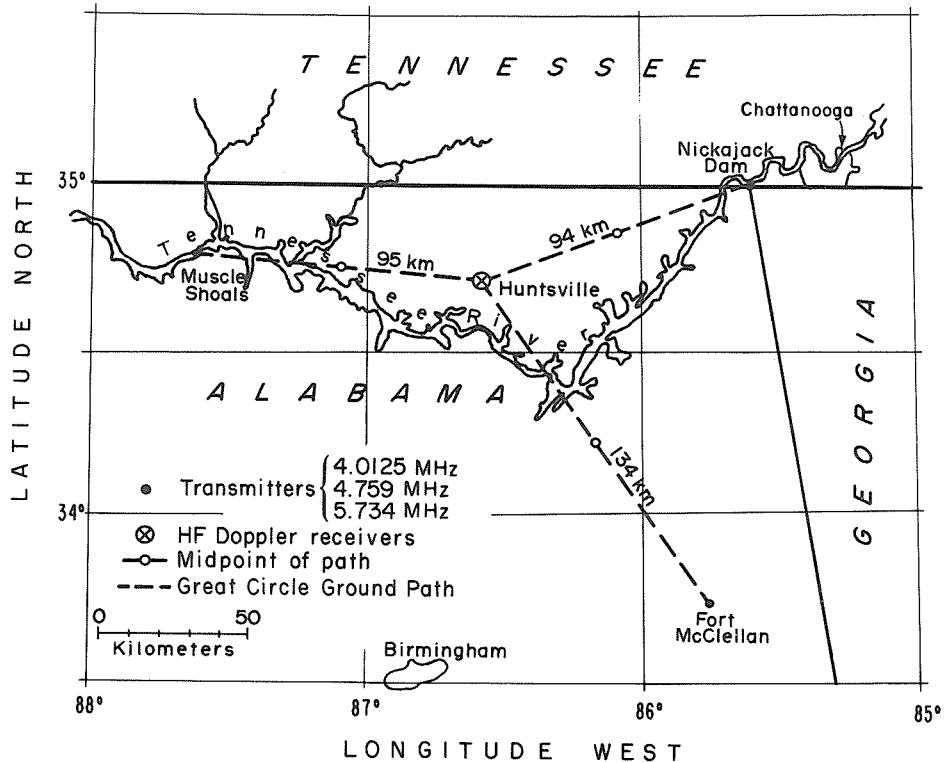 TENNESSEE
Chattanooga
Nickajack
Dam
35°
94 km
Tennessee River
95 km
Muscle
Shoals
Huntsville
ALABAMA
GEORGIA
LATITUDE NORTH
134 km
Transmitters { 4.0125 MHz
4.759 MHz
5.734 MHz
34°
HF Doppler receivers
Midpoint of path
Great Circle Ground Path
0 50
Kilometers
Fort
McClellan
Birmingham
88° 87° 86° 85°
LONGITUDE WEST